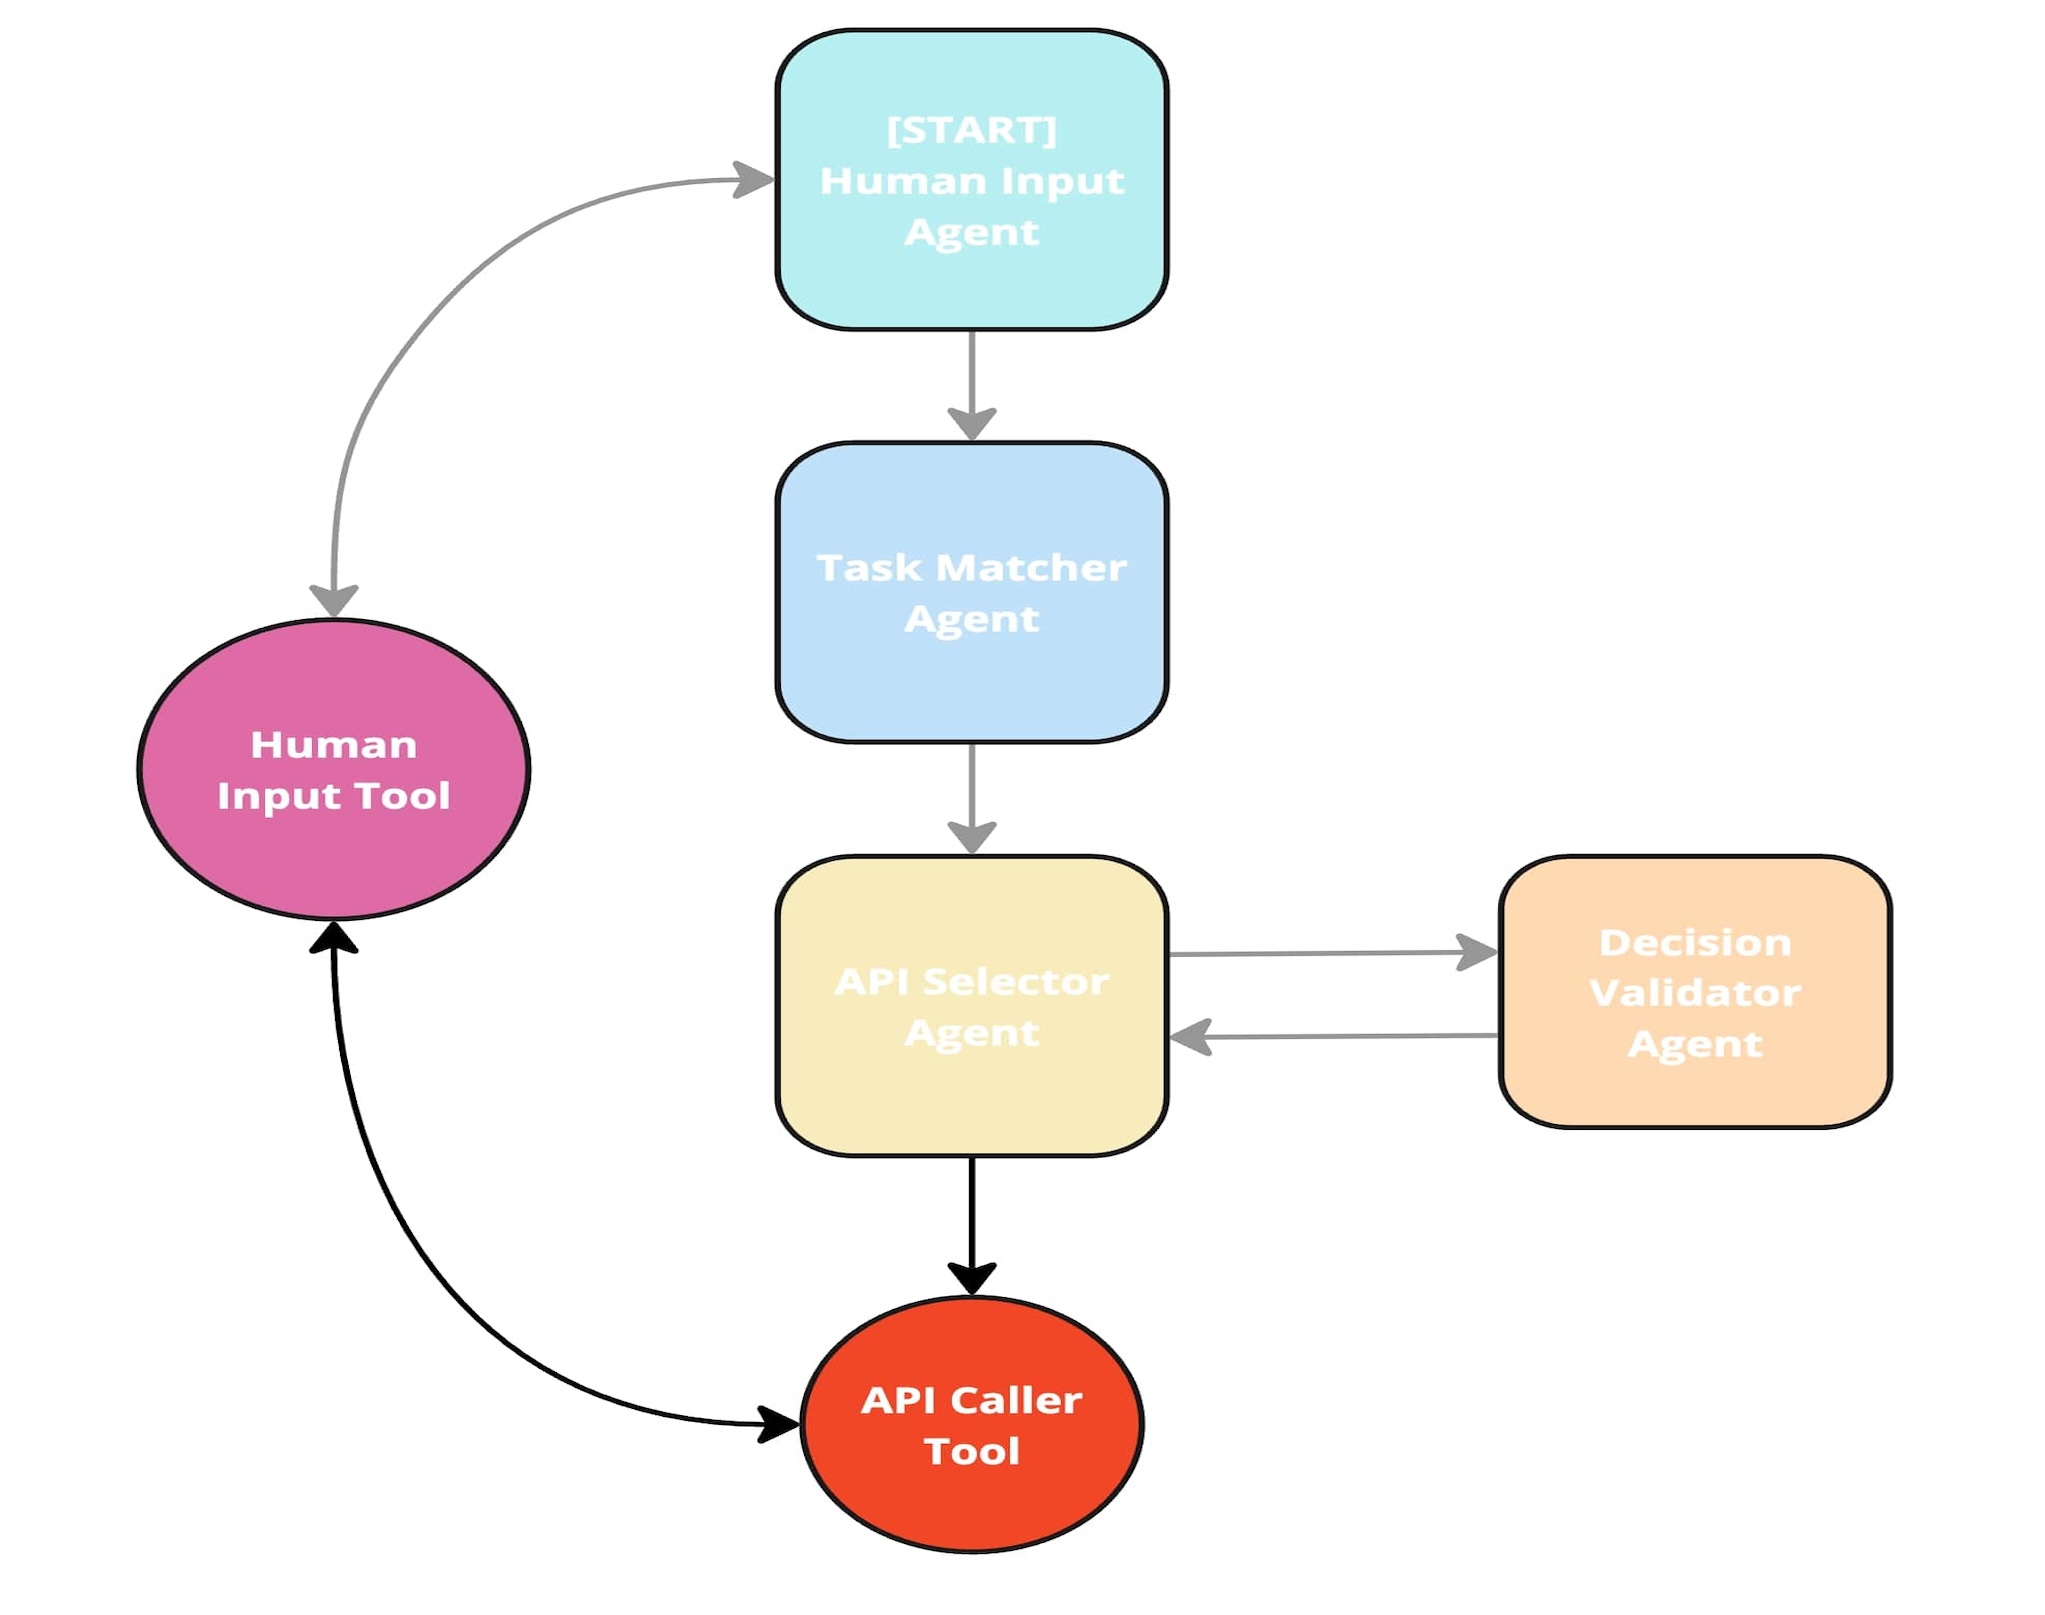 [START]
Human Input
Agent
Task Matcher
Agent
Human
Input Tool
API Selector
Agent
Decision
Validator
Agent
API Caller
Tool